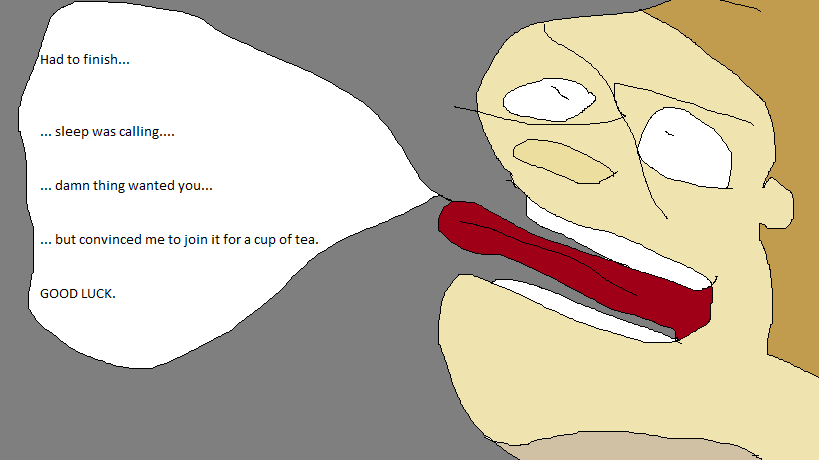 Had to finish...
... sleep was calling....
... damn thing wanted you...
... but convinced me to join it for a cup of tea.
GOOD LUCK.